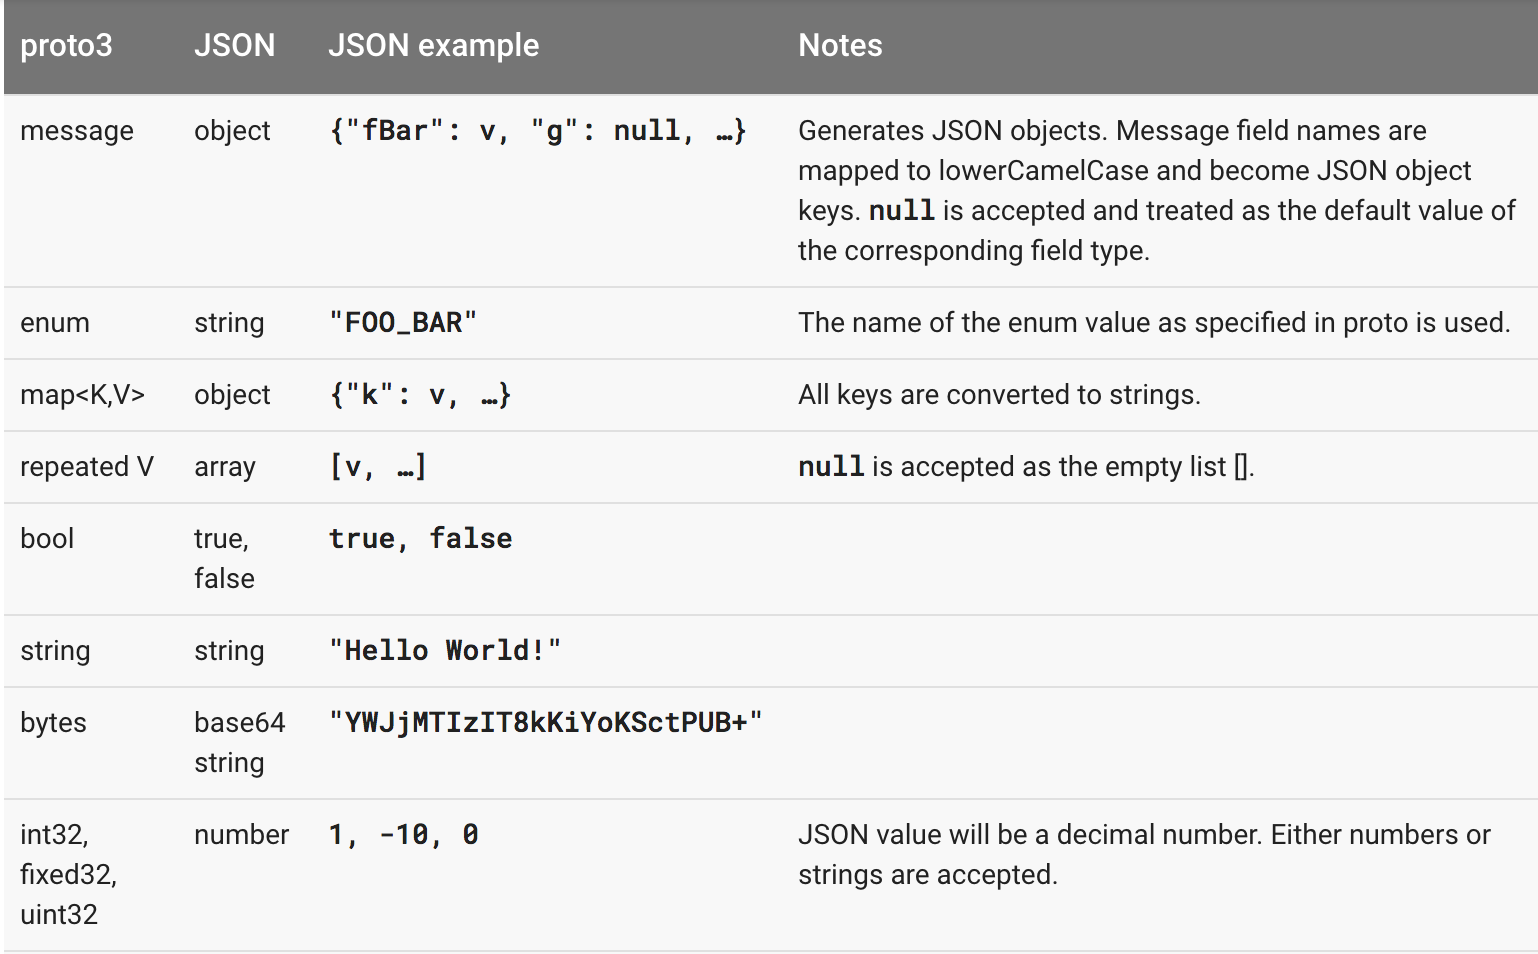 proto3 JSON JSON example Notes
message object {"fBar": v, "g": null, …} Generates JSON objects. Message field names are
mapped to lowerCamelCase and become JSON object
keys. null is accepted and treated as the default value of
the corresponding field type.
enum string "FOO_BAR" The name of the enum value as specified in proto is used.
map<K,V> object {"k": v, …} All keys are converted to strings.
repeated V array [v, …] null is accepted as the empty list [].
bool true, true, false
false
string string "Hello World!"
bytes base64 "YWJjMTIzIT8kKiYoKSctPUB+"
string
int32, number 1, -10, 0 JSON value will be a decimal number. Either numbers or
fixed32, strings are accepted.
uint32